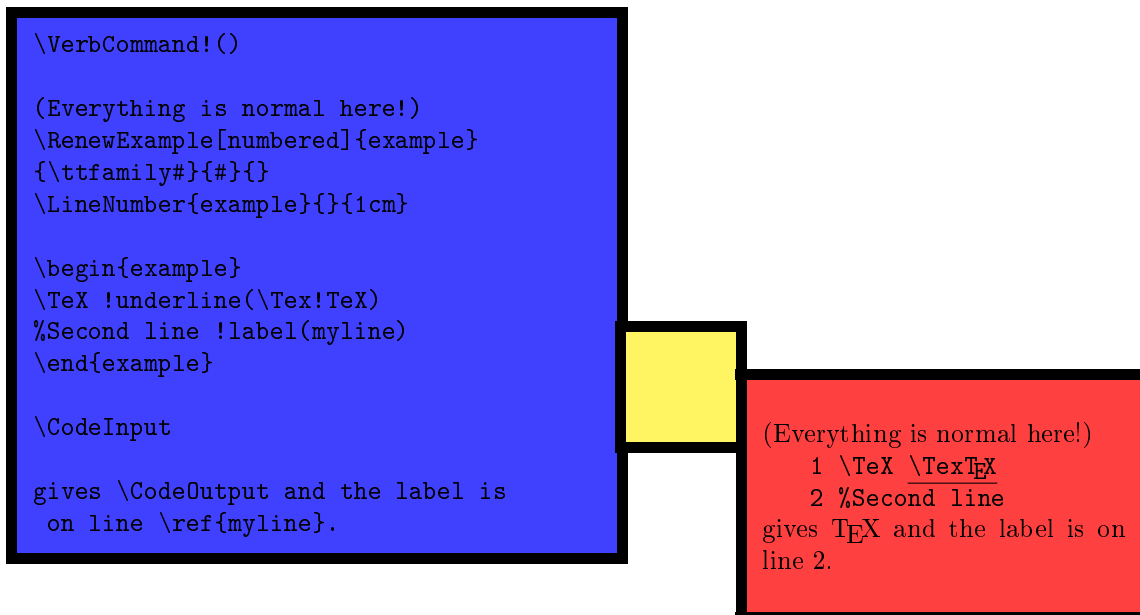 \VerbCommand!()
(Everything is normal here!)
\RenewExample[numbered]{example}
{\ttfamily#}{#}{}
\LineNumber{example}{}{1cm}
\begin{example}
\TeX !underline(\Tex!TeX)
%Second line !label(myline)
\end{example}
\CodeInput
gives \CodeOutput and the label is
on line \ref{myline}.
(Everything is normal here!)
1 \TeX \TexTEX
2 %Second line
gives TEX and the label is on
line 2.